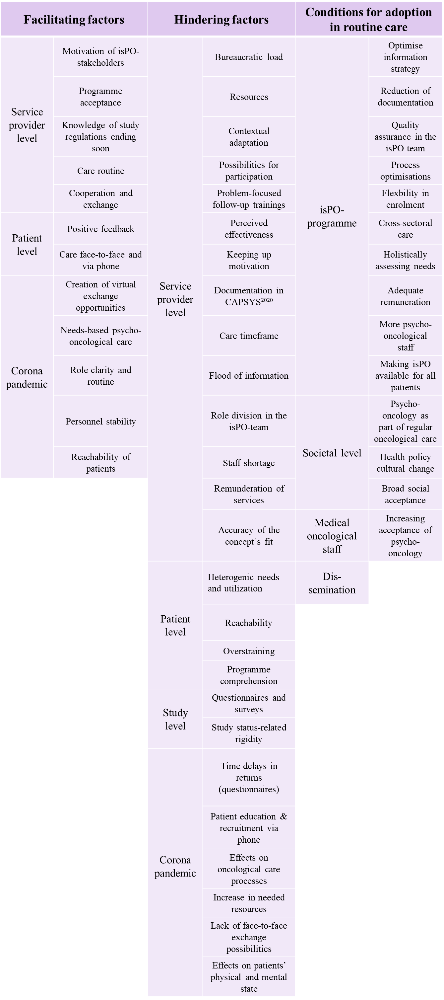 Facilitating factors
Hindering factors
Conditions for adoption
in routine care
Service
provider
level
Motivation of isPO-
stakeholders
Programme
acceptance
Knowledge of study
regulations ending
soon
Care routine
Cooperation and
exchange
Patient
level
Positive feedback
Care face-to-face and
via phone
Corona
pandemic
Creation of virtual
exchange
opportunities
Needs-based psycho-
oncological care
Role clarity and
routine
Personnel stability
Reachability of
patients
Service
provider
level
Bureaucratic load
Resources
Contextual
adaptation
Possibilities for
participation
Problem-focused
follow-up trainings
Perceived
effectiveness
Keeping up
motivation
Documentation in
CAPSYS²⁰²⁰
Care timeframe
Flood of information
Role division in the
isPO-team
Staff shortage
Remunderation of
services
Accuracy of the
concept‘s fit
Patient
level
Heterogenic needs
and utilization
Reachability
Overstraining
Programme
comprehension
Study
level
Questionnaires and
surveys
Study status-related
rigidity
Corona
pandemic
Time delays in
returns
(questionnaires)
Patient education &
recruitment via
phone
Effects on
oncological care
processes
Increase in needed
resources
Lack of face-to-face
exchange
possibilities
Effects on patients’
physical and mental
state
isPO-
programme
Optimise
information
strategy
Reduction of
documentation
Quality
assurance in the
isPO team
Process
optimisations
Flexbility in
enrolment
Cross-sectoral
care
Holistically
assessing needs
Adequate
remuneration
More psycho-
oncological
staff
Making isPO
available for all
patients
Societal level
Psycho-
oncology as
part of regular
oncological care
Health policy
cultural change
Broad social
acceptance
Medical
oncological
staff
Increasing
acceptance of
psycho-
oncology
Dis-
semination